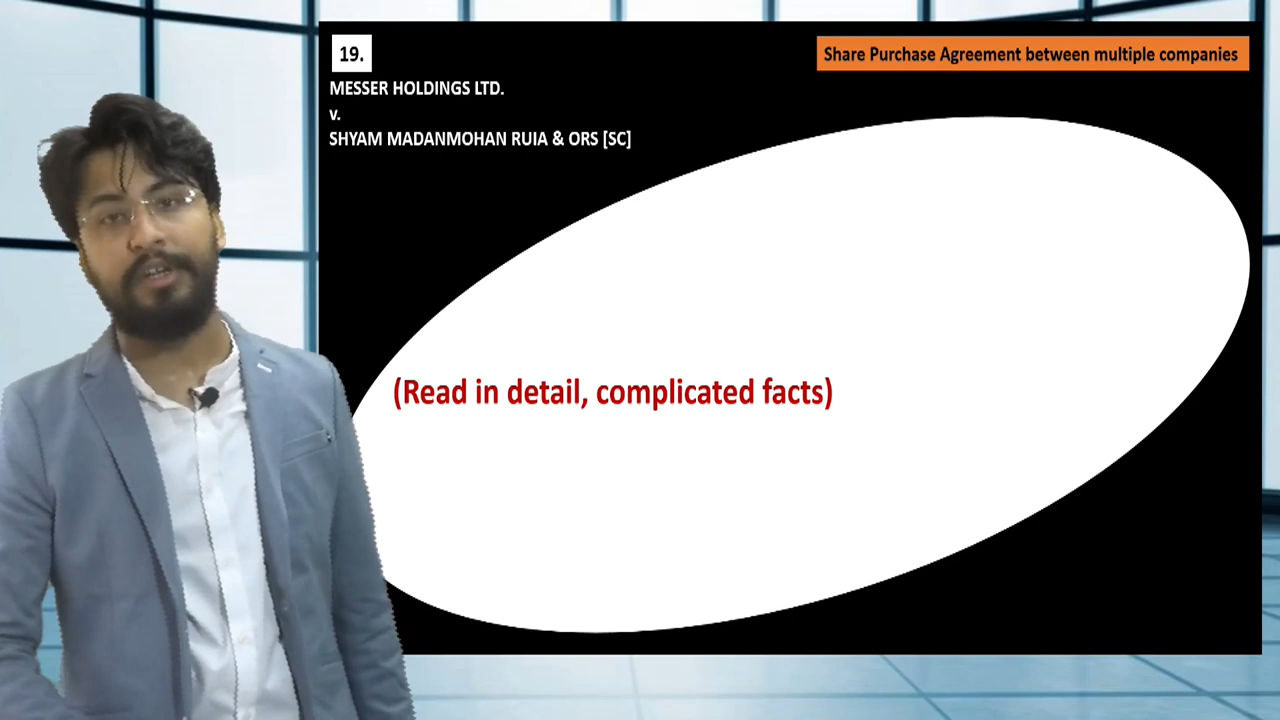 19.
Share Purchase Agreement between multiple companies
MESSER HOLDINGS LTD.
v.
SHYAM MADANMOHAN RUIA & ORS [SC]
(Read in detail, complicated facts)